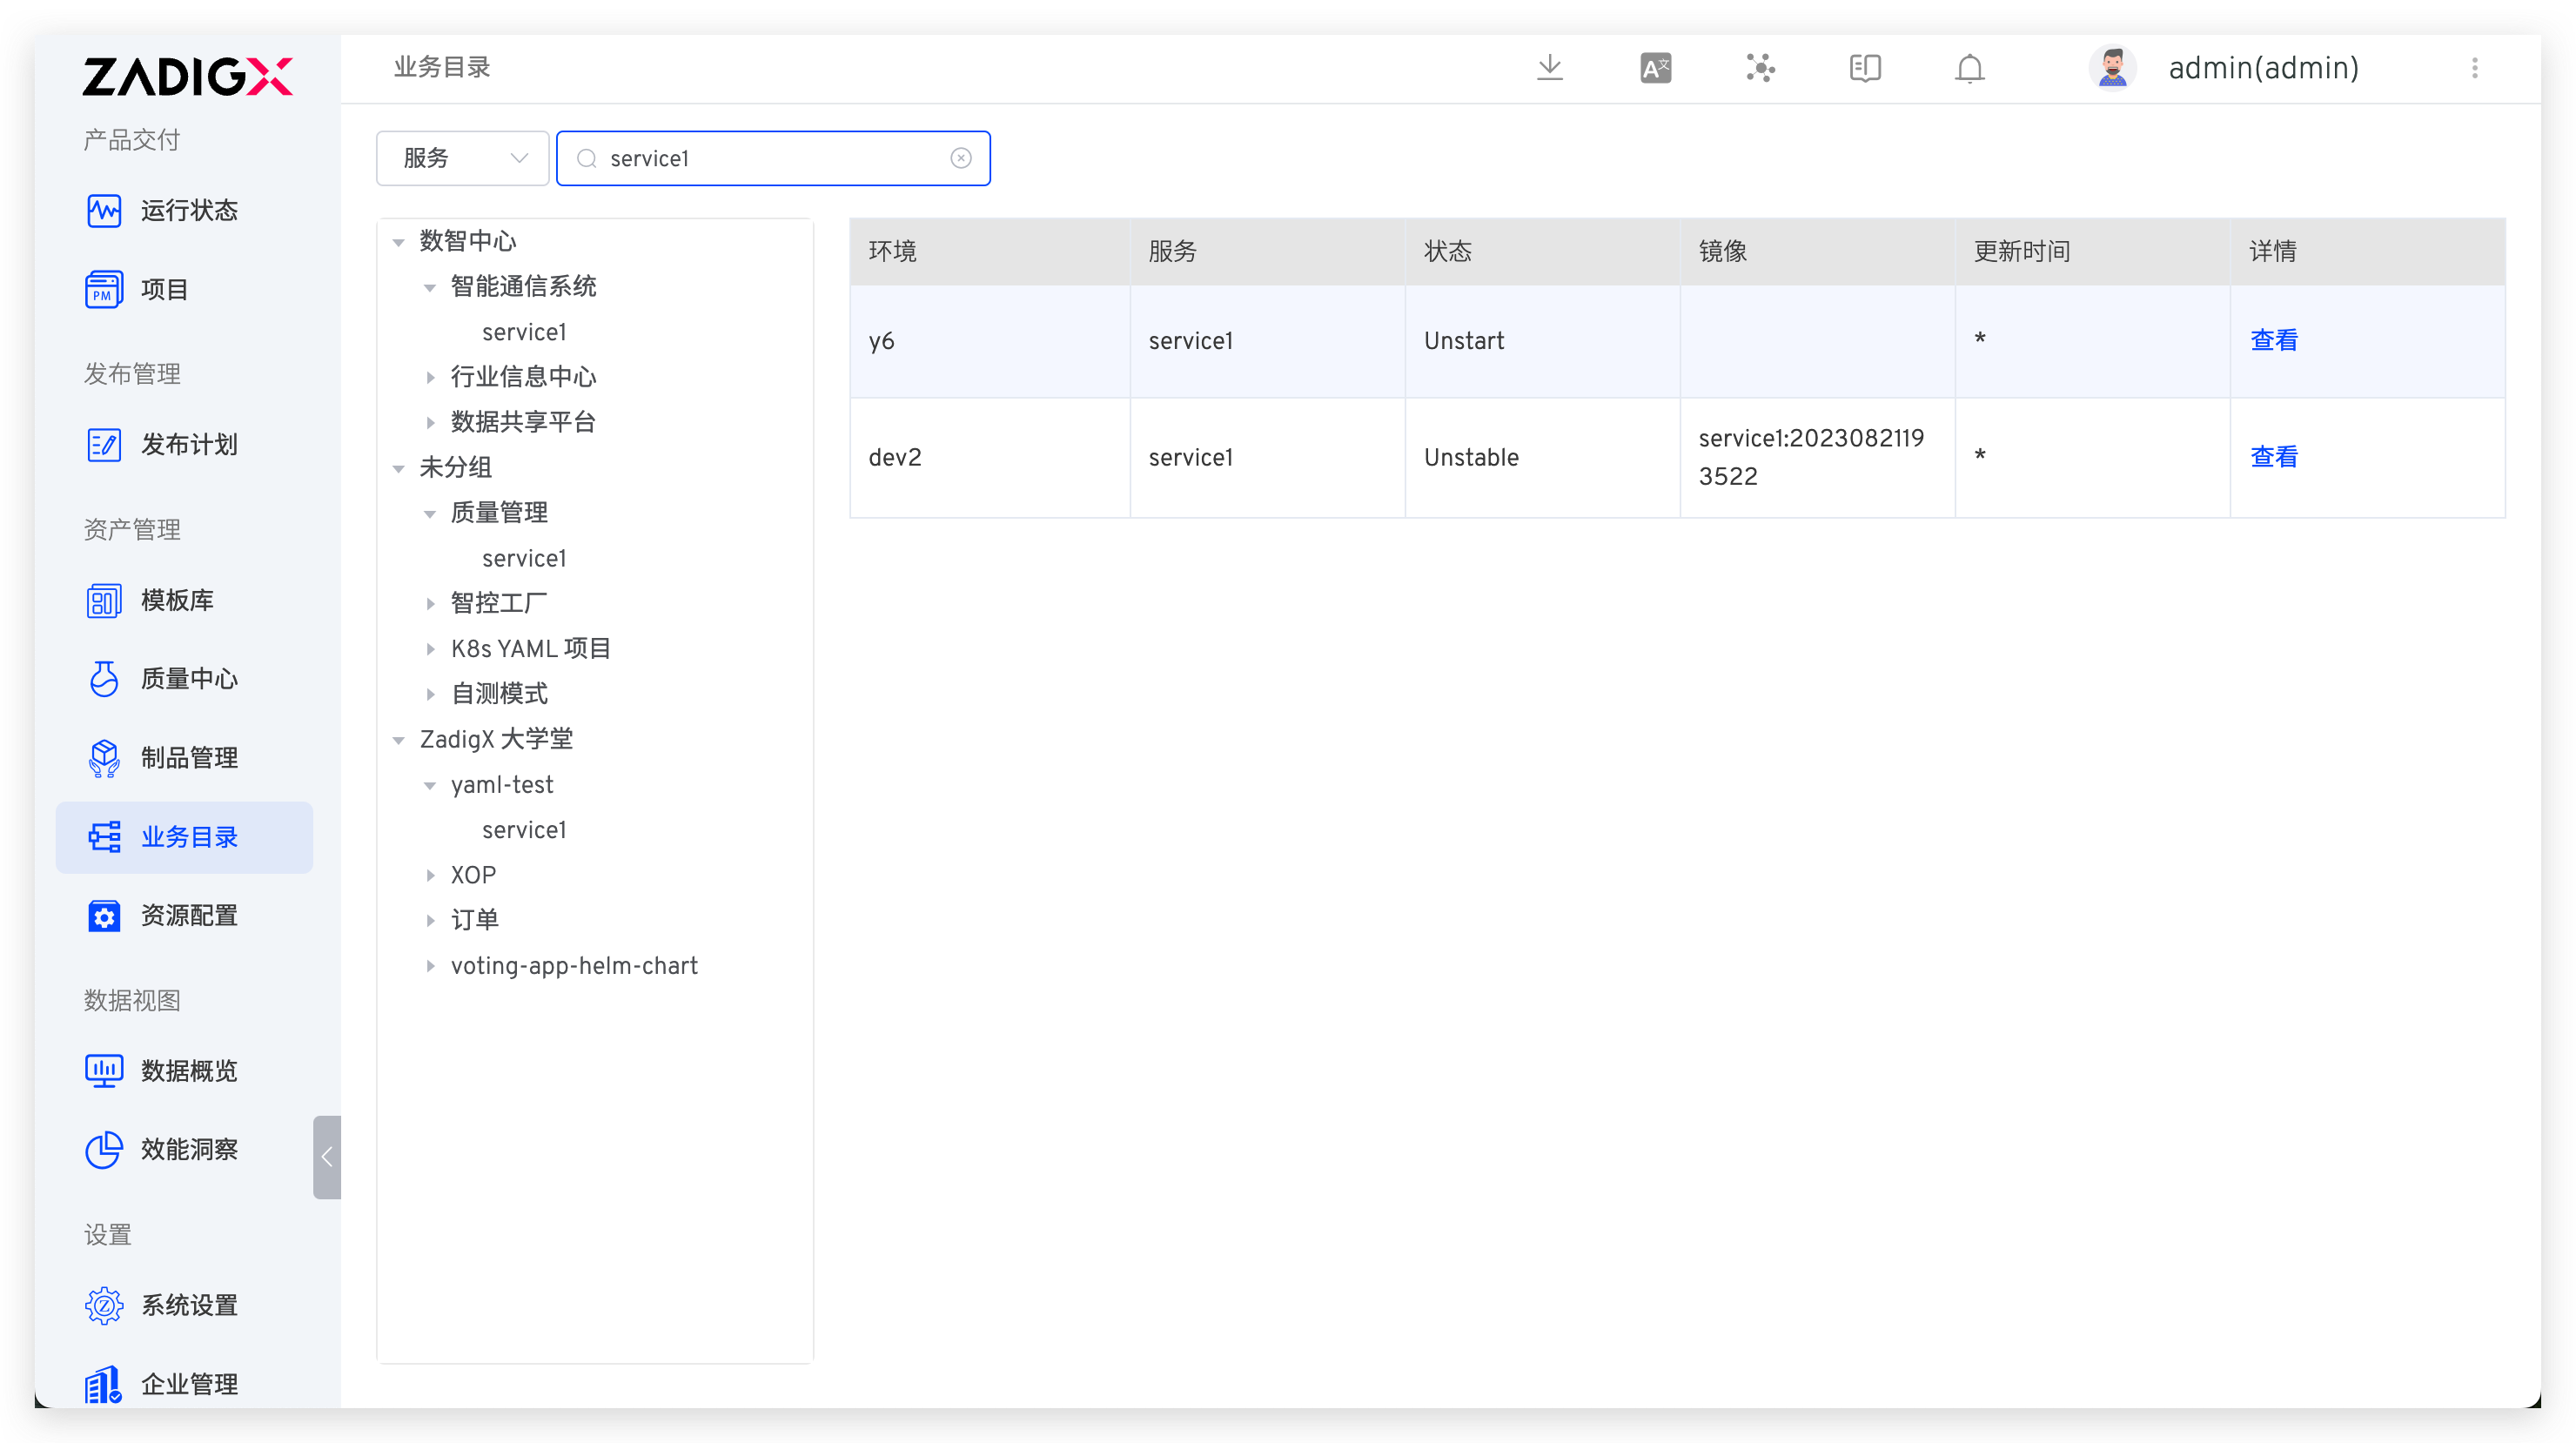 ZADIGX
产品交付
运行状态
PM
项目
发布管理
发布计划
资产管理
模板库
质量中心
制品管理
业务目录
资源配置
数据视图
数据概览
效能洞察
设置
Z
系统设置
企业管理
业务目录
A文
admin(admin)
服务
service1
数智中心
智能通信系统
service1
行业信息中心
数据共享平台
未分组
质量管理
service1
智控工厂
K8s YAML 项目
自测模式
ZadigX 大学堂
yaml-test
service1
XOP
订单
voting-app-helm-chart
环境 服务 状态 镜像 更新时间 详情
y6 service1 Unstart * 查看
dev2 service1 Unstable service1:2023082119
3522 * 查看